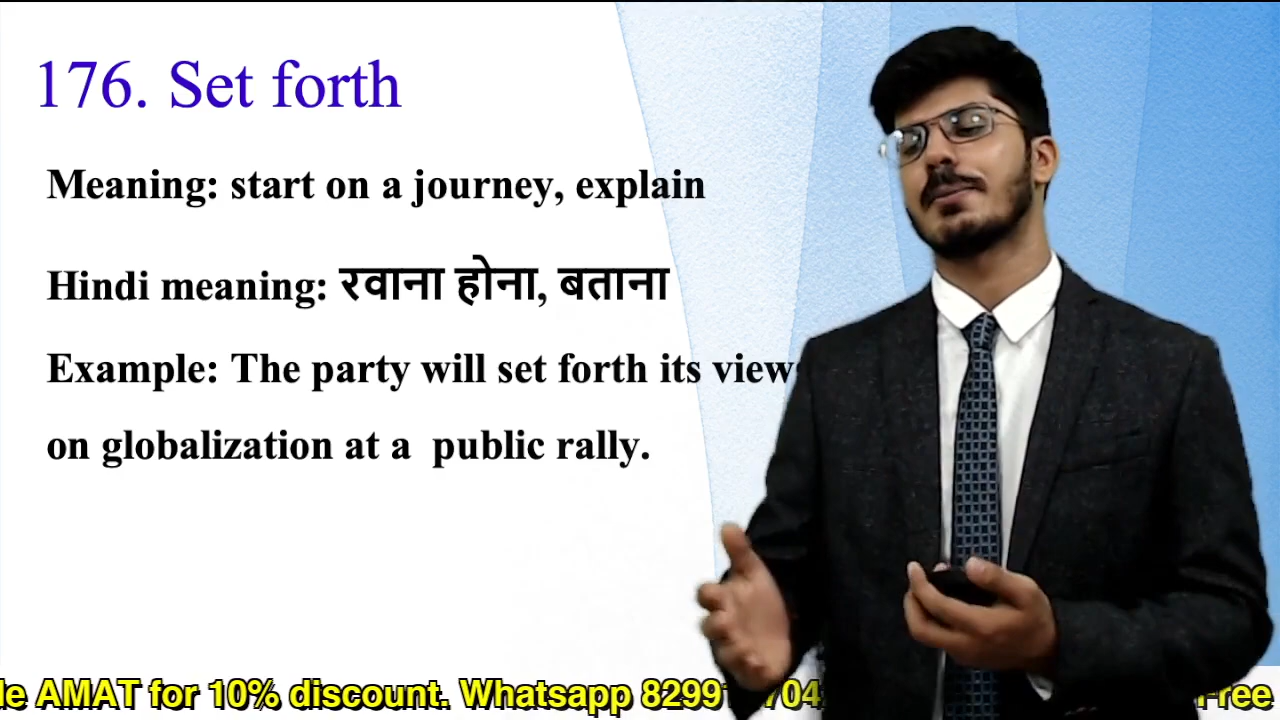 176. Set forth
Meaning: start on a journey, explain
Hindi meaning: रवाना होना, बताना
Example: The party will set forth its view
on globalization at a public rally.
AMAT for 10% discount. Whatsapp